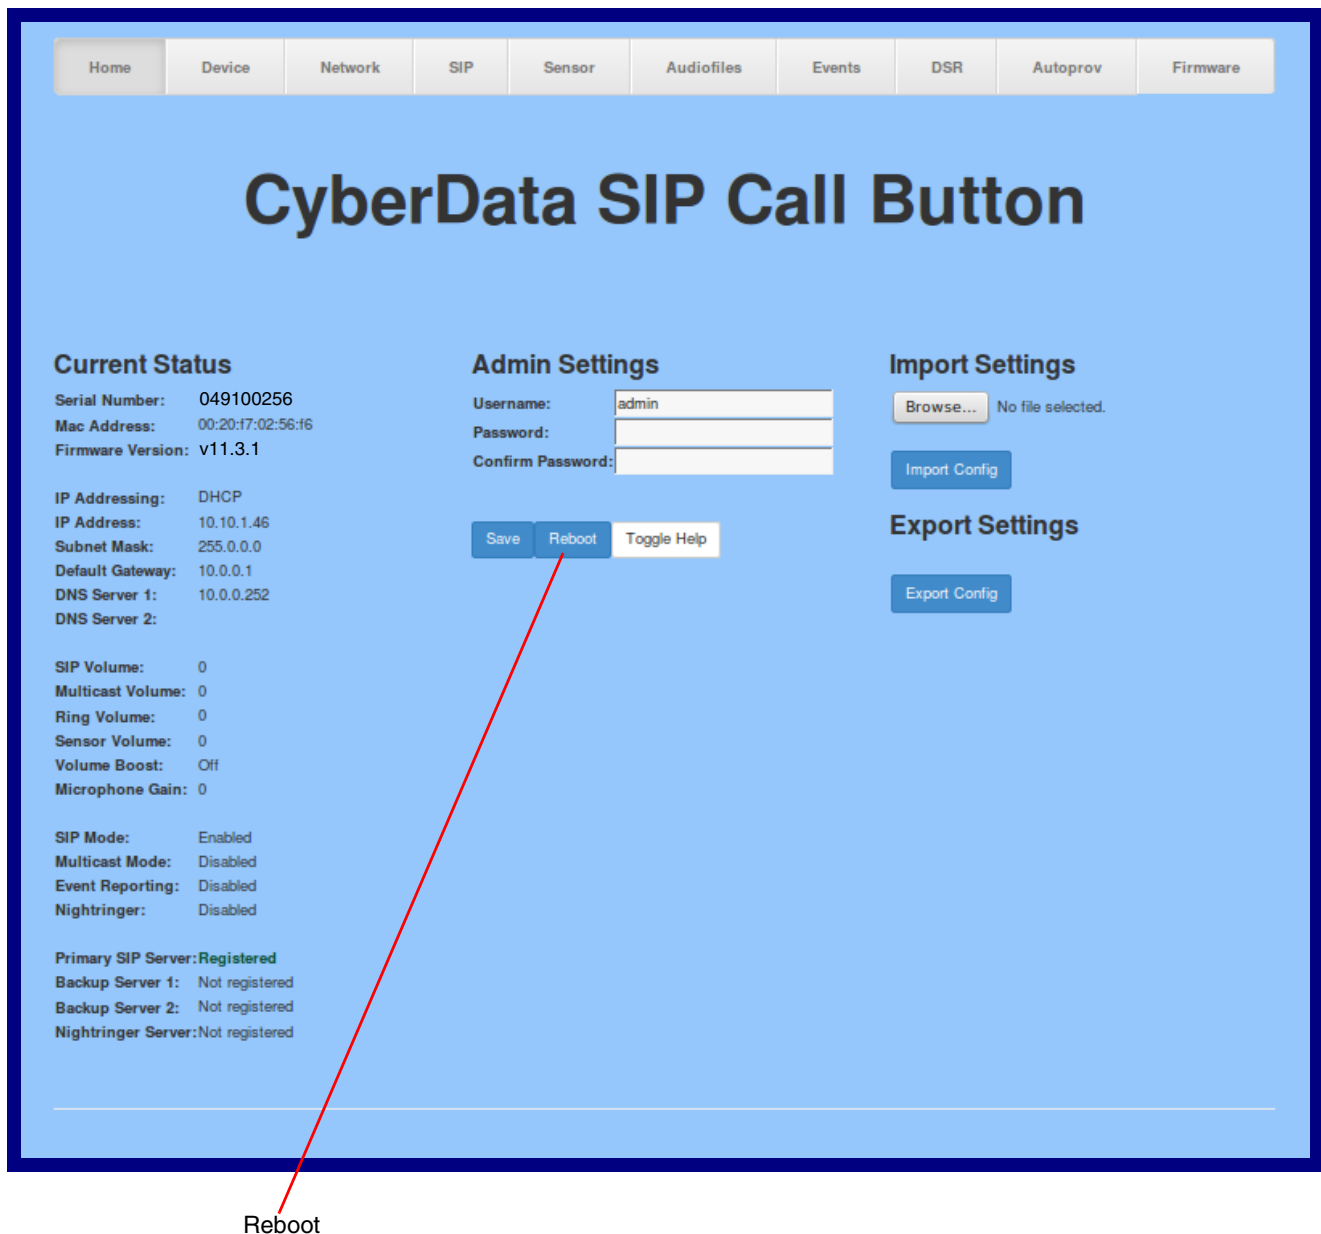 Home Device Network SIP Sensor Audiofiles Events DSR Autoprov Firmware
CyberData SIP Call Button
Current Status
Serial Number: 049100256
Mac Address: 00:20:f7:02:56:f6
Firmware Version: v11.3.1
IP Addressing: DHCP
IP Address: 10.10.1.46
Subnet Mask: 255.0.0.0
Default Gateway: 10.0.0.1
DNS Server 1: 10.0.0.252
DNS Server 2:
SIP Volume: 0
Multicast Volume: 0
Ring Volume: 0
Sensor Volume: 0
Volume Boost: Off
Microphone Gain: 0
SIP Mode: Enabled
Multicast Mode: Disabled
Event Reporting: Disabled
Nightringer: Disabled
Primary SIP Server: Registered
Backup Server 1: Not registered
Backup Server 2: Not registered
Nightringer Server: Not registered
Admin Settings
Username: admin
Password:
Confirm Password:
Save Reboot Toggle Help
Import Settings
Browse... No file selected.
Import Config
Export Settings
Export Config
Reboot